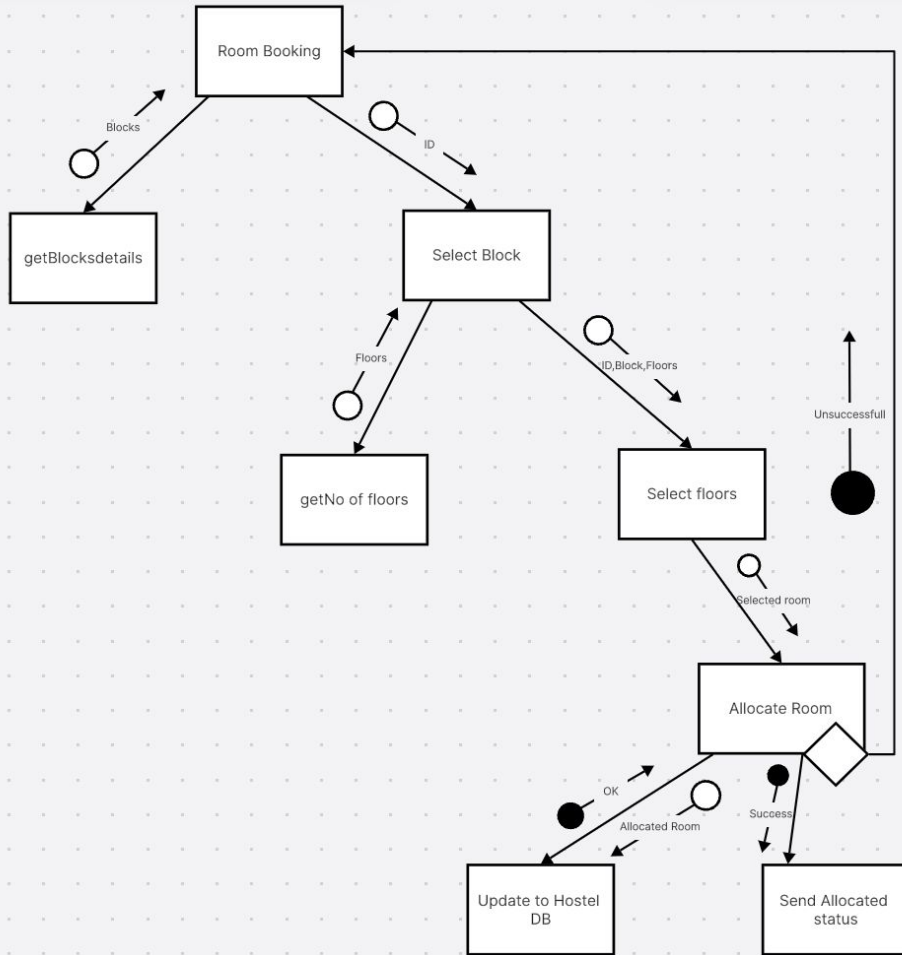 Room Booking
Blocks
ID
getBlocksdetails
Select Block
Floors
ID,Block,Floors
Unsuccessfull
getNo of floors
Select floors
Selected room
Allocate Room
OK
Allocated Room
Success
Update to Hostel
DB
Send Allocated
status